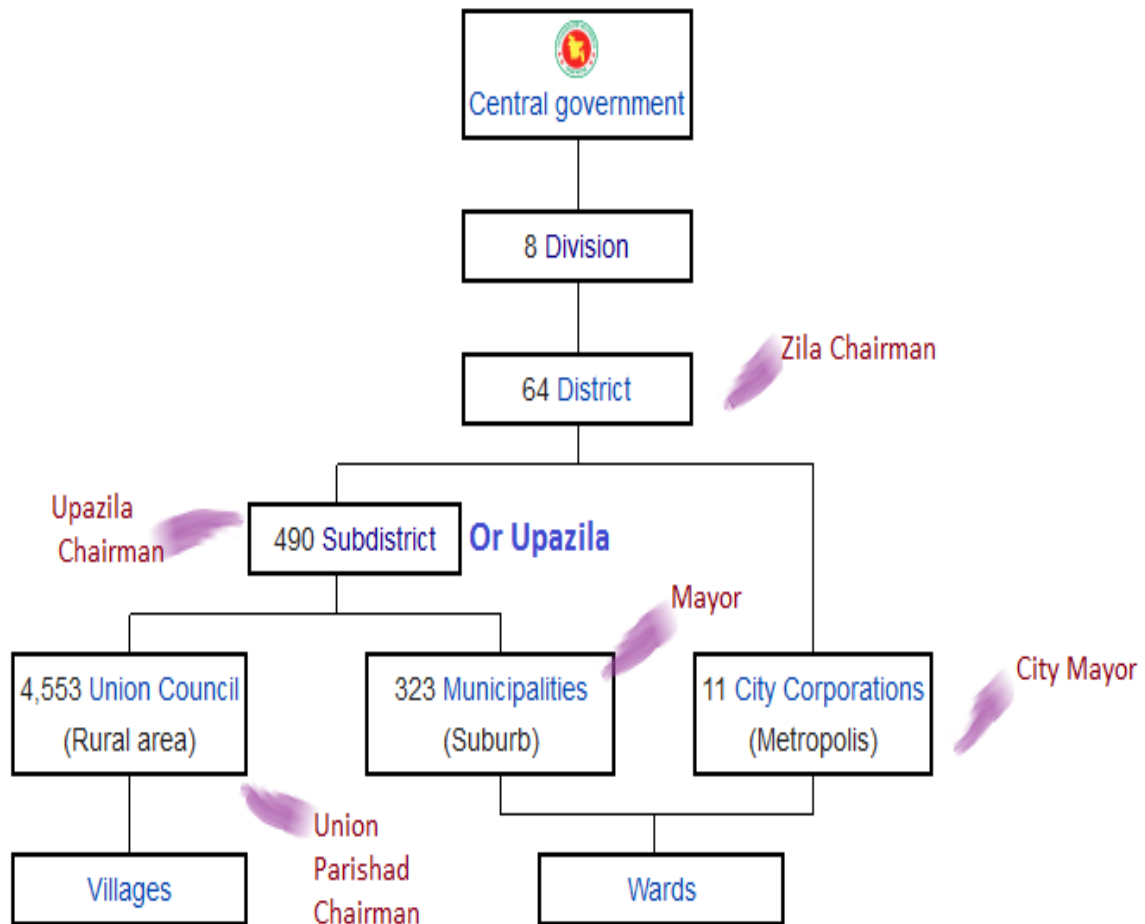 Central government
8 Division
64 District
Zila Chairman
Upazila
Chairman
490 Subdistrict
Or Upazila
Mayor
4,553 Union Council
(Rural area)
323 Municipalities
(Suburb)
11 City Corporations
(Metropolis)
City Mayor
Union
Parishad
Chairman
Villages
Wards